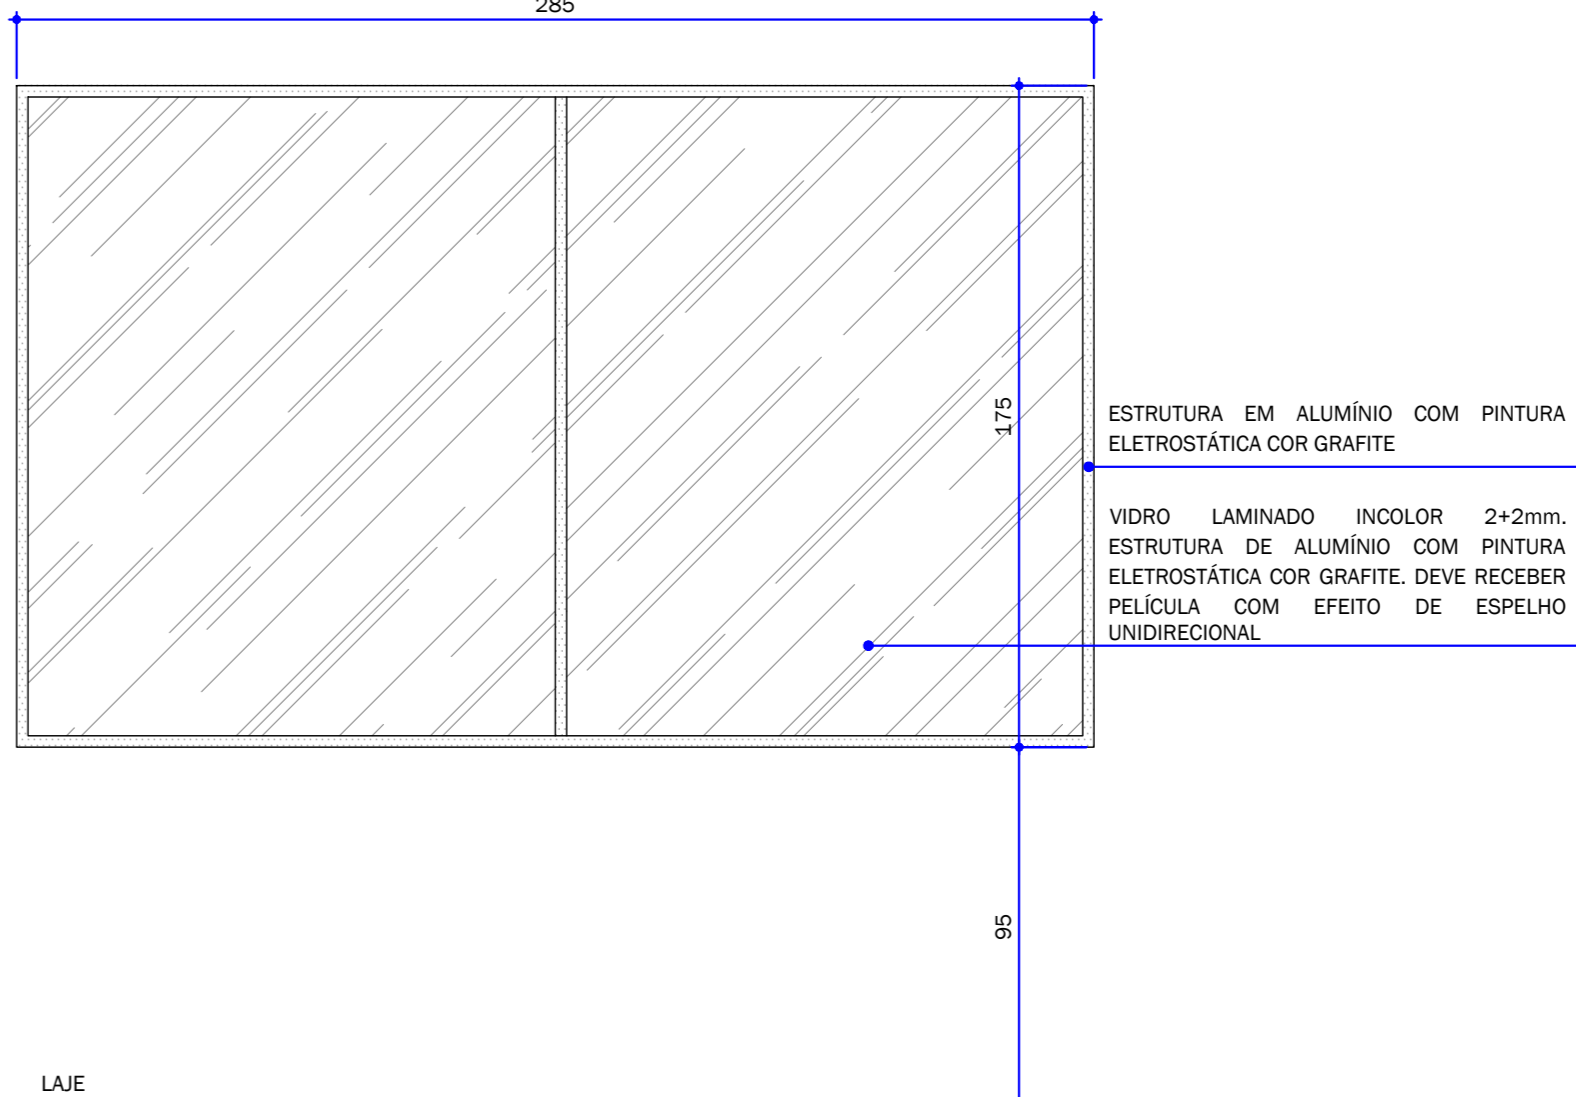 285
175
ESTRUTURA EM ALUMÍNIO COM PINTURA
ELETROSTÁTICA COR GRAFITE
VIDRO LAMINADO INCOLOR 2+2mm.
ESTRUTURA DE ALUMÍNIO COM PINTURA
ELETROSTÁTICA COR GRAFITE. DEVE RECEBER
PELÍCULA COM EFEITO DE ESPELHO
UNIDIRECIONAL
95
LAJE